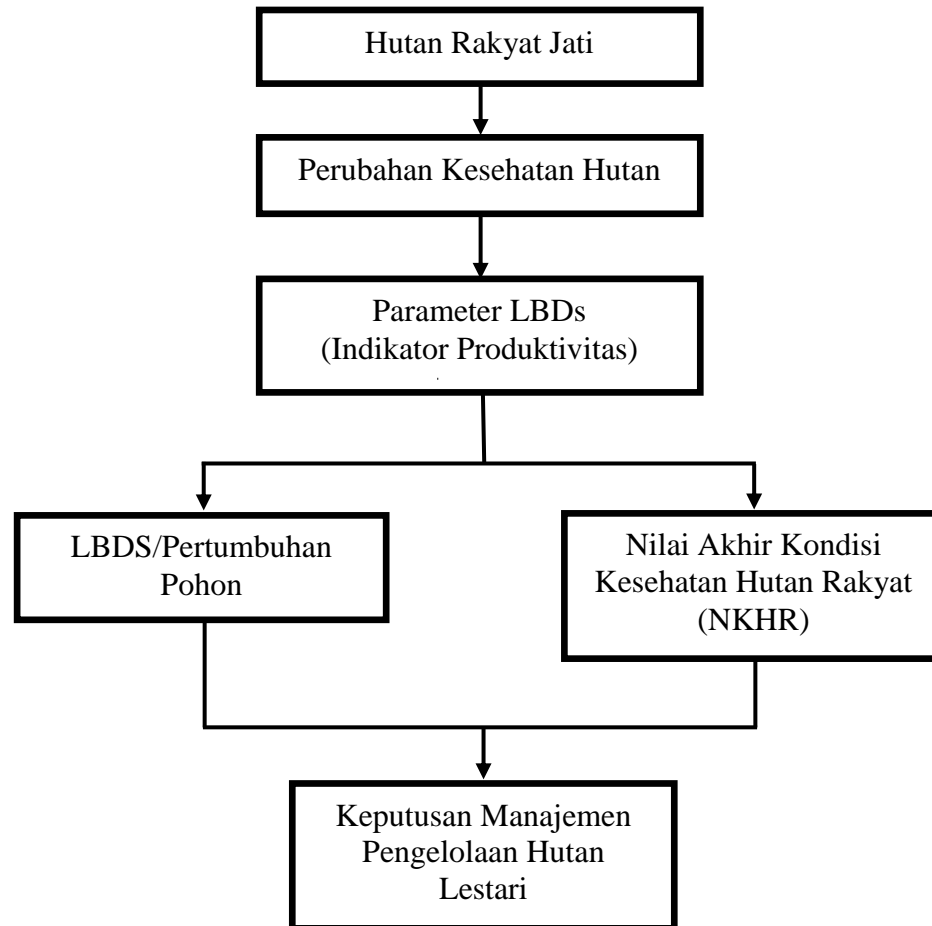 Hutan Rakyat Jati
Perubahan Kesehatan Hutan
Parameter LBDs
(Indikator Produktivitas)
LBDS/Pertumbuhan
Pohon
Nilai Akhir Kondisi
Kesehatan Hutan Rakyat
(NKHR)
Keputusan Manajemen
Pengelolaan Hutan
Lestari